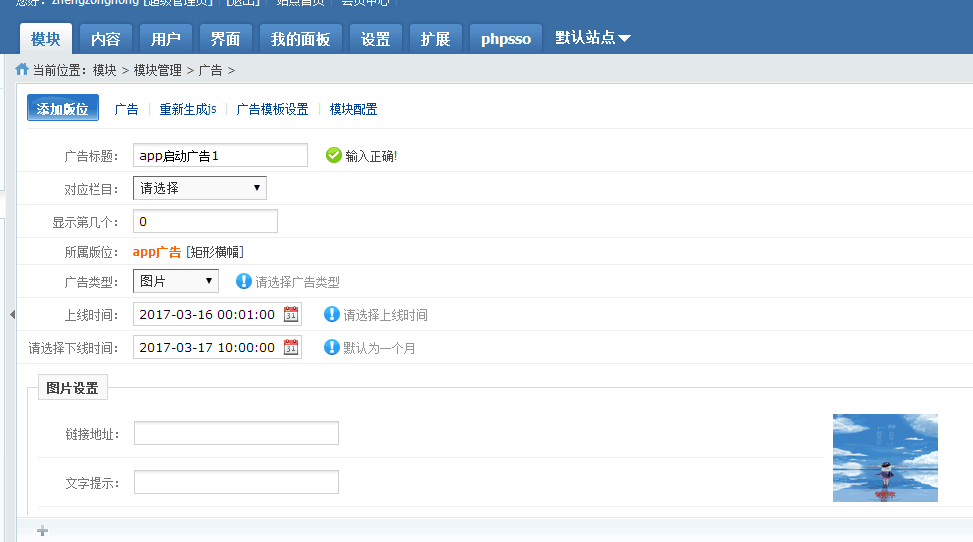 您好：zhengzonghong [超级管理员] | [退出] 站点首页 会员中心
模块 内容 用户 界面 我的面板 设置 扩展 phpsso 默认站点
当前位置：模块 > 模块管理 > 广告 >
添加版位 广告 | 重新生成js | 广告模板设置 | 模块配置
广告标题： app启动广告1 输入正确!
对应栏目： 请选择
显示第几个： 0
所属版位： app广告 [矩形横幅]
广告类型： 图片 请选择广告类型
上线时间： 2017-03-16 00:01:00 31 请选择上线时间
请选择下线时间： 2017-03-17 10:00:00 31 默认为一个月
图片设置
链接地址：
文字提示：